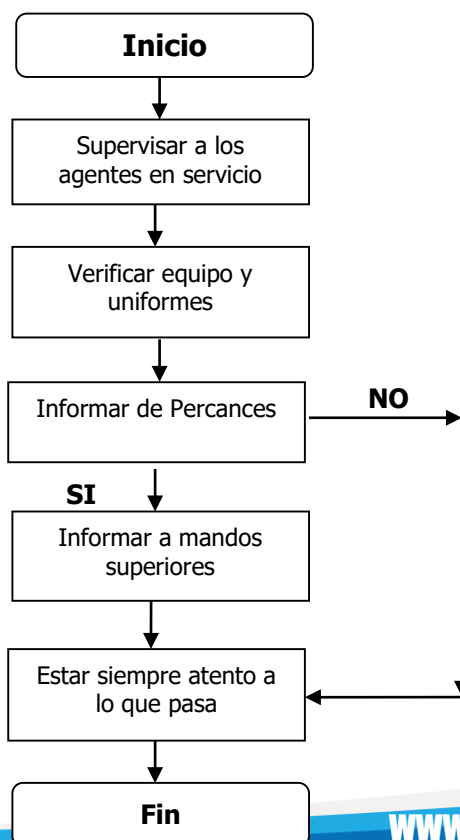 Inicio
Supervisar a los
agentes en servicio
Verificar equipo y
uniformes
Informar de Percances
NO
SI
Informar a mandos
superiores
Estar siempre atento a
lo que pasa
Fin
WWW